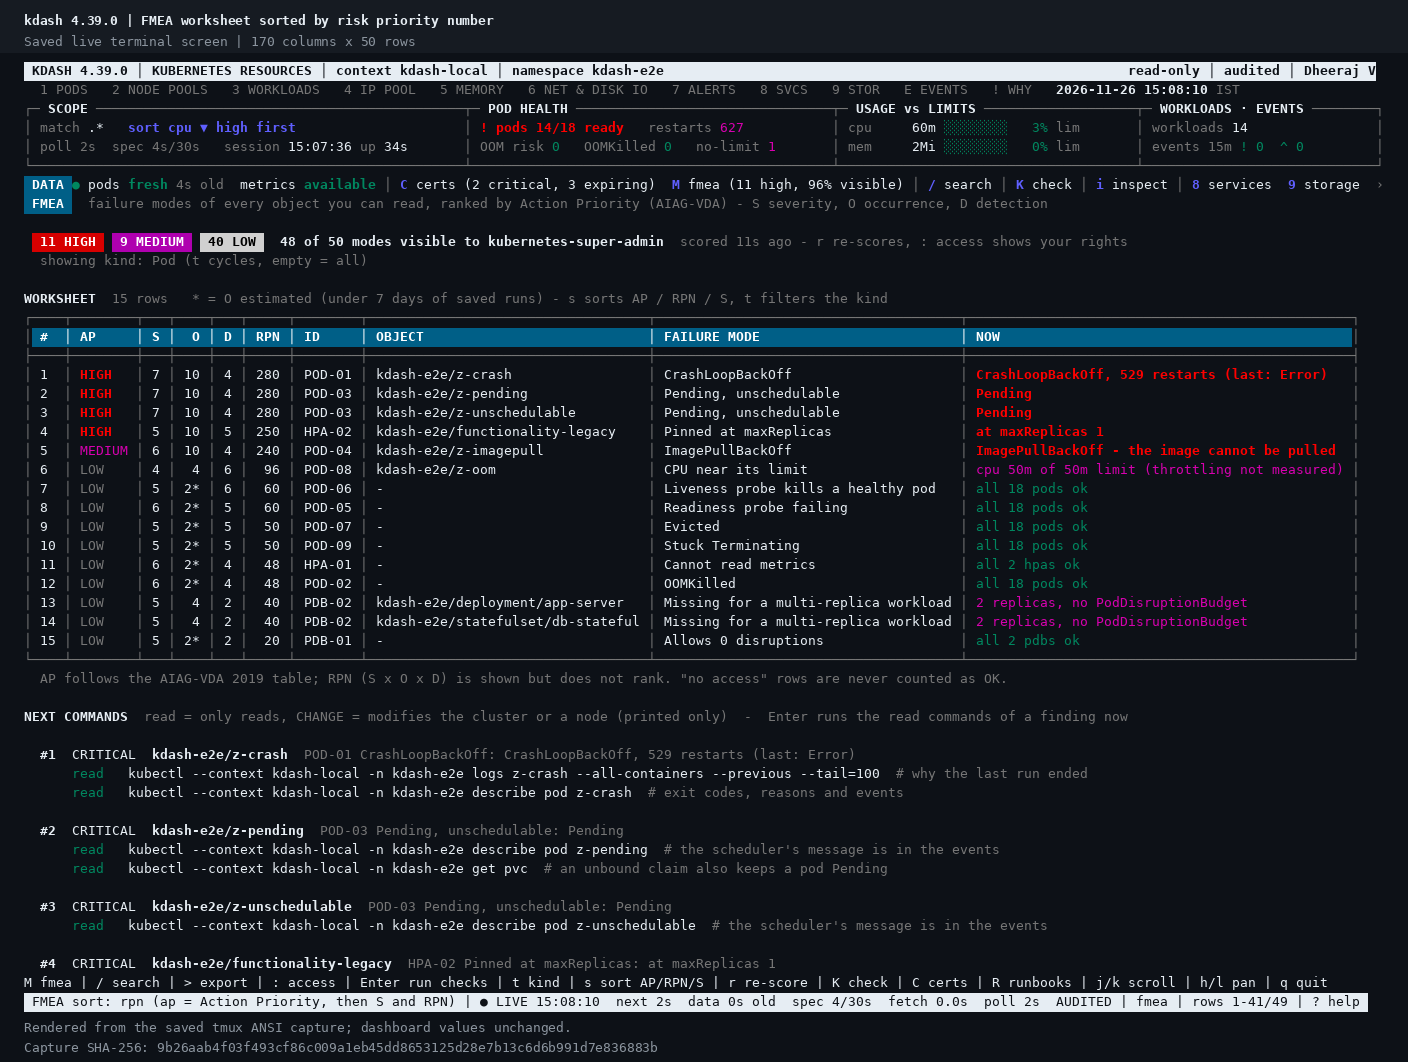 kdash 4.39.0 | FMEA worksheet sorted by risk priority number
Saved live terminal screen | 170 columns x 50 rows
KDASH 4.39.0 │ KUBERNETES RESOURCES │ context kdash-local │ namespace kdash-e2e read-only │ audited │ Dheeraj V
1 PODS 2 NODE POOLS 3 WORKLOADS 4 IP POOL 5 MEMORY 6 NET & DISK IO 7 ALERTS 8 SVCS 9 STOR E EVENTS ! WHY 2026-11-26 15:08:10 IST
SCOPE POD HEALTH USAGE vs LIMITS WORKLOADS · EVENTS
match .* sort cpu ▼ high first │ ! pods 14/18 ready restarts 627 │ cpu 60m ░░░░░░░░ 3% lim │ workloads 14
poll 2s spec 4s/30s session 15:07:36 up 34s │ OOM risk 0 OOMKilled 0 no-limit 1 │ mem 2Mi ░░░░░░░░ 0% lim │ events 15m ! 0 ^ 0
DATA ● pods fresh 4s old metrics available │ C certs (2 critical, 3 expiring) M fmea (11 high, 96% visible) │ / search │ K check │ i inspect │ 8 services 9 storage ›
FMEA failure modes of every object you can read, ranked by Action Priority (AIAG-VDA) - S severity, O occurrence, D detection
11 HIGH 9 MEDIUM 40 LOW 48 of 50 modes visible to kubernetes-super-admin scored 11s ago - r re-scores, : access shows your rights
showing kind: Pod (t cycles, empty = all)
WORKSHEET 15 rows * = O estimated (under 7 days of saved runs) - s sorts AP / RPN / S, t filters the kind
# │ AP │ S │ O │ D │ RPN │ ID │ OBJECT │ FAILURE MODE │ NOW
1 │ HIGH │ 7 │ 10 │ 4 │ 280 │ POD-01 │ kdash-e2e/z-crash │ CrashLoopBackOff │ CrashLoopBackOff, 529 restarts (last: Error)
2 │ HIGH │ 7 │ 10 │ 4 │ 280 │ POD-03 │ kdash-e2e/z-pending │ Pending, unschedulable │ Pending
3 │ HIGH │ 7 │ 10 │ 4 │ 280 │ POD-03 │ kdash-e2e/z-unschedulable │ Pending, unschedulable │ Pending
4 │ HIGH │ 5 │ 10 │ 5 │ 250 │ HPA-02 │ kdash-e2e/functionality-legacy │ Pinned at maxReplicas │ at maxReplicas 1
5 │ MEDIUM │ 6 │ 10 │ 4 │ 240 │ POD-04 │ kdash-e2e/z-imagepull │ ImagePullBackOff │ ImagePullBackOff - the image cannot be pulled
6 │ LOW │ 4 │ 4 │ 6 │ 96 │ POD-08 │ kdash-e2e/z-oom │ CPU near its limit │ cpu 50m of 50m limit (throttling not measured)
7 │ LOW │ 5 │ 2* │ 6 │ 60 │ POD-06 │ - │ Liveness probe kills a healthy pod │ all 18 pods ok
8 │ LOW │ 6 │ 2* │ 5 │ 60 │ POD-05 │ - │ Readiness probe failing │ all 18 pods ok
9 │ LOW │ 5 │ 2* │ 5 │ 50 │ POD-07 │ - │ Evicted │ all 18 pods ok
10 │ LOW │ 5 │ 2* │ 5 │ 50 │ POD-09 │ - │ Stuck Terminating │ all 18 pods ok
11 │ LOW │ 6 │ 2* │ 4 │ 48 │ HPA-01 │ - │ Cannot read metrics │ all 2 hpas ok
12 │ LOW │ 6 │ 2* │ 4 │ 48 │ POD-02 │ - │ OOMKilled │ all 18 pods ok
13 │ LOW │ 5 │ 4 │ 2 │ 40 │ PDB-02 │ kdash-e2e/deployment/app-server │ Missing for a multi-replica workload │ 2 replicas, no PodDisruptionBudget
14 │ LOW │ 5 │ 4 │ 2 │ 40 │ PDB-02 │ kdash-e2e/statefulset/db-stateful │ Missing for a multi-replica workload │ 2 replicas, no PodDisruptionBudget
15 │ LOW │ 5 │ 2* │ 2 │ 20 │ PDB-01 │ - │ Allows 0 disruptions │ all 2 pdbs ok
AP follows the AIAG-VDA 2019 table; RPN (S x O x D) is shown but does not rank. "no access" rows are never counted as OK.
NEXT COMMANDS read = only reads, CHANGE = modifies the cluster or a node (printed only) - Enter runs the read commands of a finding now
#1 CRITICAL kdash-e2e/z-crash POD-01 CrashLoopBackOff: CrashLoopBackOff, 529 restarts (last: Error)
read kubectl --context kdash-local -n kdash-e2e logs z-crash --all-containers --previous --tail=100 # why the last run ended
read kubectl --context kdash-local -n kdash-e2e describe pod z-crash # exit codes, reasons and events
#2 CRITICAL kdash-e2e/z-pending POD-03 Pending, unschedulable: Pending
read kubectl --context kdash-local -n kdash-e2e describe pod z-pending # the scheduler's message is in the events
read kubectl --context kdash-local -n kdash-e2e get pvc # an unbound claim also keeps a pod Pending
#3 CRITICAL kdash-e2e/z-unschedulable POD-03 Pending, unschedulable: Pending
read kubectl --context kdash-local -n kdash-e2e describe pod z-unschedulable # the scheduler's message is in the events
#4 CRITICAL kdash-e2e/functionality-legacy HPA-02 Pinned at maxReplicas: at maxReplicas 1
M fmea | / search | > export | : access | Enter run checks | t kind | s sort AP/RPN/S | r re-score | K check | C certs | R runbooks | j/k scroll | h/l pan | q quit
FMEA sort: rpn (ap = Action Priority, then S and RPN) | ● LIVE 15:08:10 next 2s data 0s old spec 4/30s fetch 0.0s poll 2s AUDITED | fmea | rows 1-41/49 | ? help
Rendered from the saved tmux ANSI capture; dashboard values unchanged.
Capture SHA-256: 9b26aab4f03f493cf86c009a1eb45dd8653125d28e7b13c6d6b991d7e836883b